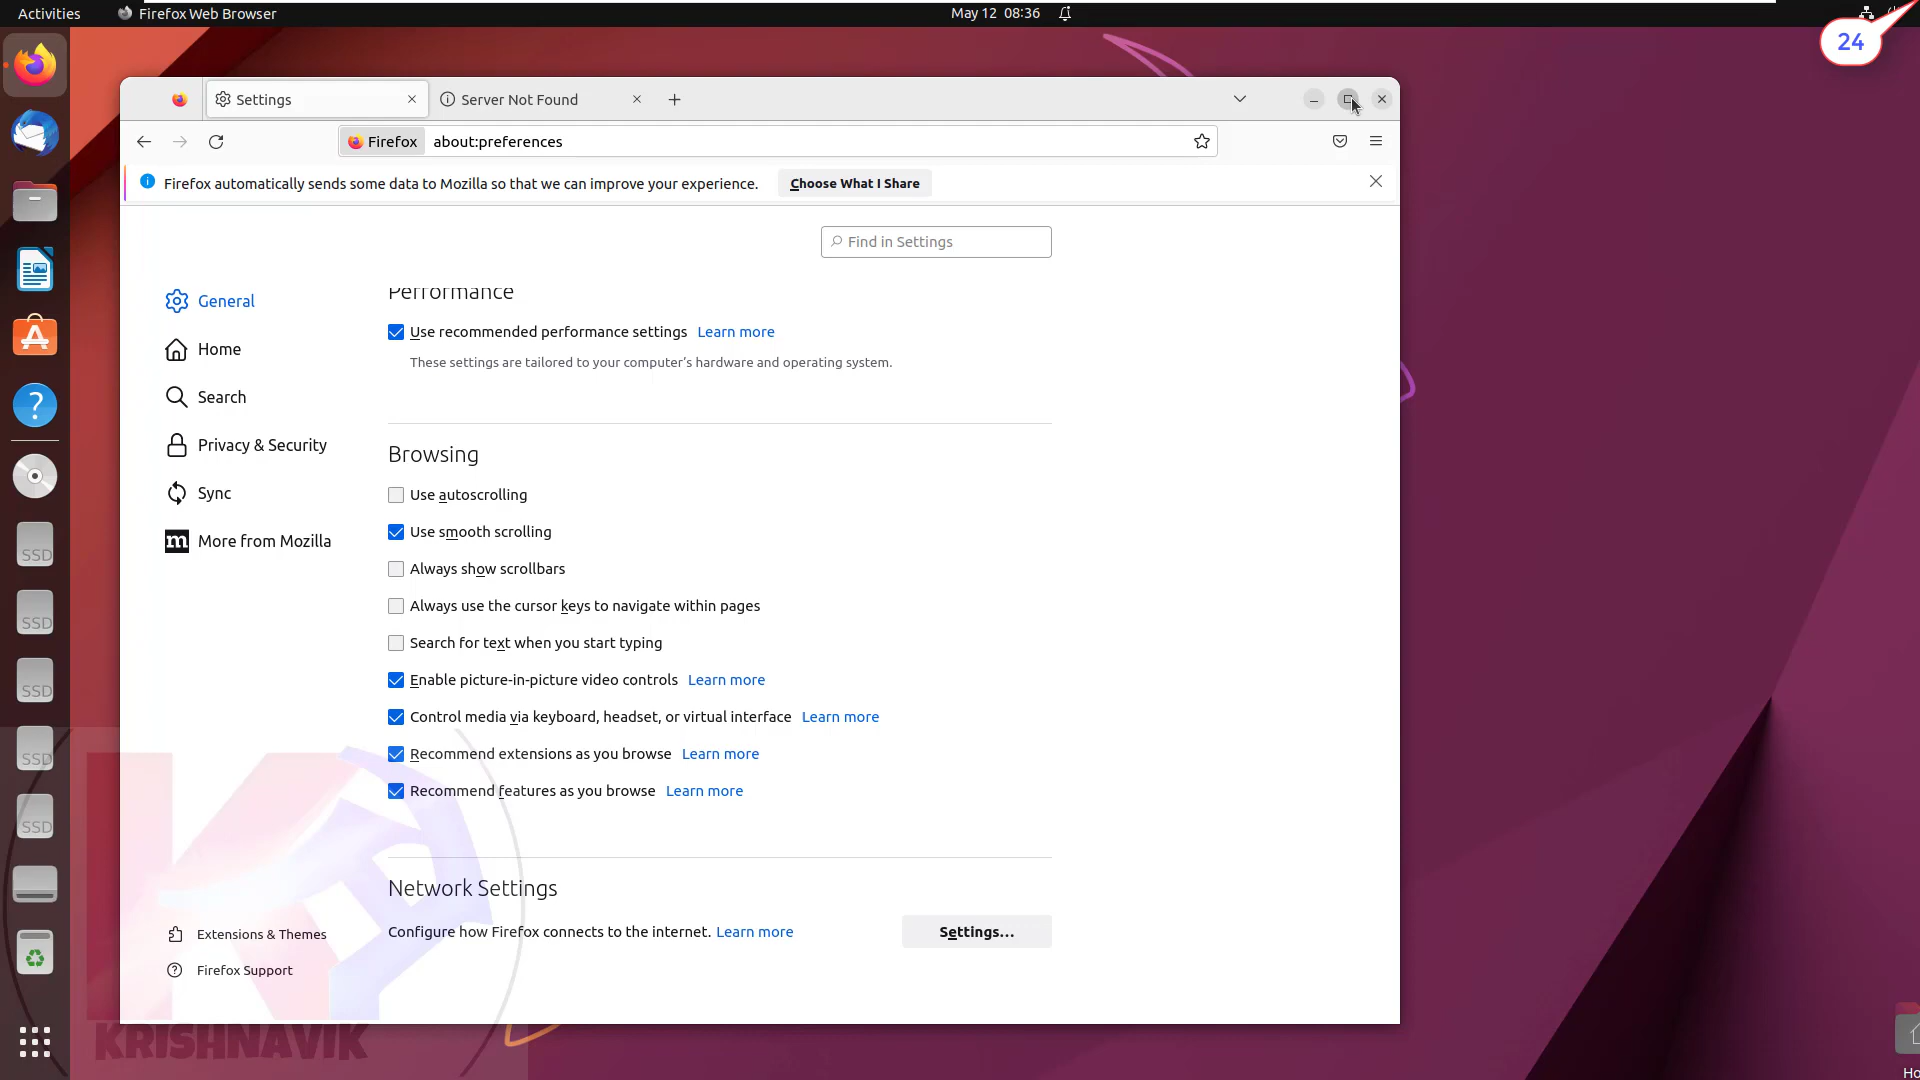 Activities Firefox Web Browser May 12 08:36
24
Settings Server Not Found
Firefox about:preferences
Firefox automatically sends some data to Mozilla so that we can improve your experience. Choose What I Share
Find in Settings
Performance
General
Use recommended performance settings Learn more
Home
These settings are tailored to your computer’s hardware and operating system.
Search
Privacy & Security
Browsing
Sync
Use autoscrolling
More from Mozilla
Use smooth scrolling
Always show scrollbars
Always use the cursor keys to navigate within pages
Search for text when you start typing
Enable picture-in-picture video controls Learn more
Control media via keyboard, headset, or virtual interface Learn more
Recommend extensions as you browse Learn more
Recommend features as you browse Learn more
SSD
SSD
SSD
SSD
SSD
Network Settings
Configure how Firefox connects to the internet. Learn more Settings...
Extensions & Themes
Firefox Support
KRISHNAVIK
Ho